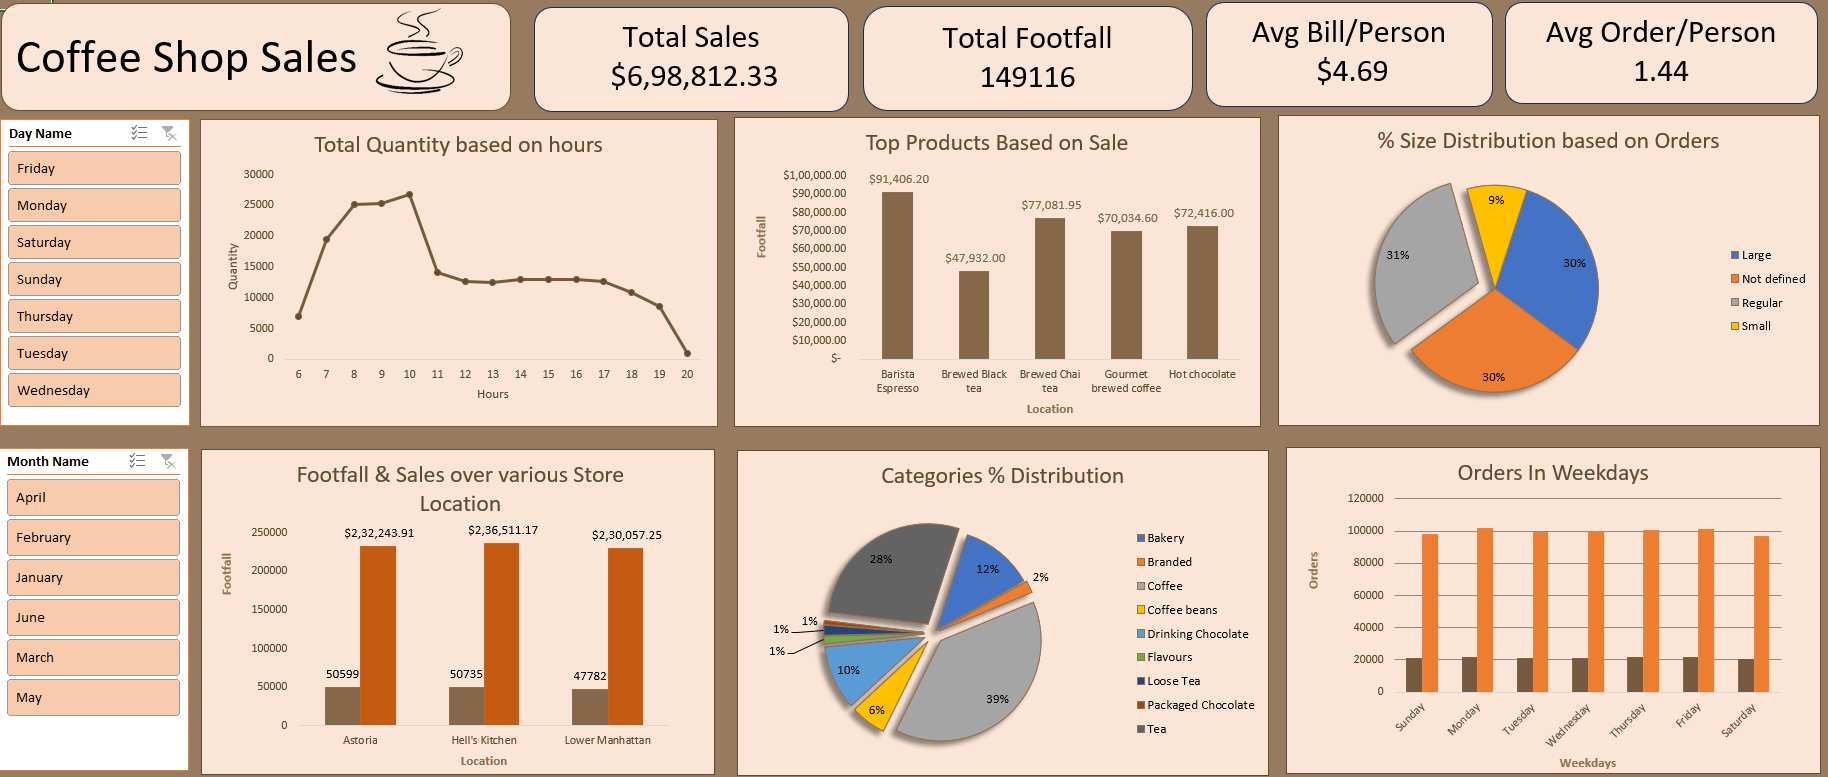 Coffee Shop Sales
Total Sales
$6,98,812.33
Total Footfall
149116
Avg Bill/Person
$4.69
Avg Order/Person
1.44
Day Name
Friday
Monday
Saturday
Sunday
Thursday
Tuesday
Wednesday
Total Quantity based on hours
Quantity
30000
25000
20000
15000
10000
5000
0
6 7 8 9 10 11 12 13 14 15 16 17 18 19 20
Hours
Top Products Based on Sale
Footfall
$1,00,000.00
$90,000.00
$80,000.00
$70,000.00
$60,000.00
$50,000.00
$40,000.00
$30,000.00
$20,000.00
$10,000.00
$-
$91,406.20
$47,932.00
$77,081.95
$70,034.60
$72,416.00
Barista
Espresso
Brewed Black
tea
Brewed Chai
tea
Gourmet
brewed coffee
Hot chocolate
Location
% Size Distribution based on Orders
9%
30%
31%
30%
Large
Not defined
Regular
Small
Month Name
April
February
January
June
March
May
Footfall & Sales over various Store
Location
Footfall
250000
200000
150000
100000
50000
0
$2,32,243.91
$2,36,511.17
$2,30,057.25
50599
50735
47782
Astoria
Hell's Kitchen
Lower Manhattan
Location
Categories % Distribution
28%
12%
2%
1%
1%
1%
10%
6%
39%
Bakery
Branded
Coffee
Coffee beans
Drinking Chocolate
Flavours
Loose Tea
Packaged Chocolate
Tea
Orders In Weekdays
Orders
120000
100000
80000
60000
40000
20000
0
Sunday
Monday
Tuesday
Wednesday
Thursday
Friday
Saturday
Weekdays